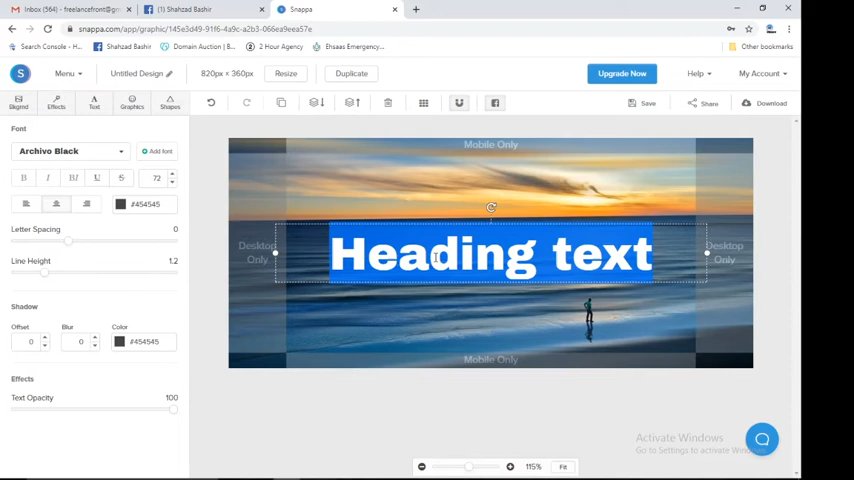 Inbox (564) - freelancefront@gm
(1) Shahzad Bashir
Snappa
snappa.com/app/graphic/145e3d49-91f6-4a9c-a2b3-066ea9eea57e
Search Console - H...
Shahzad Bashir
Domain Auction | B...
2 Hour Agency
Ehsaas Emergency...
Other bookmarks
S
Menu
Untitled Design
820px × 360px
Resize
Duplicate
Upgrade Now
Help
My Account
Bkgrnd
Effects
Text
Graphics
Shapes
Save
Share
Download
Font
Archivo Black
Add font
B I BI U S 72
#454545
Letter Spacing 0
Line Height 1.2
Shadow
Offset Blur Color
0 0 #454545
Effects
Text Opacity 100
Mobile Only
Desktop Only
Heading text
Desktop Only
Mobile Only
Activate Windows
Go to Settings to activate Windows.
115%
Fit